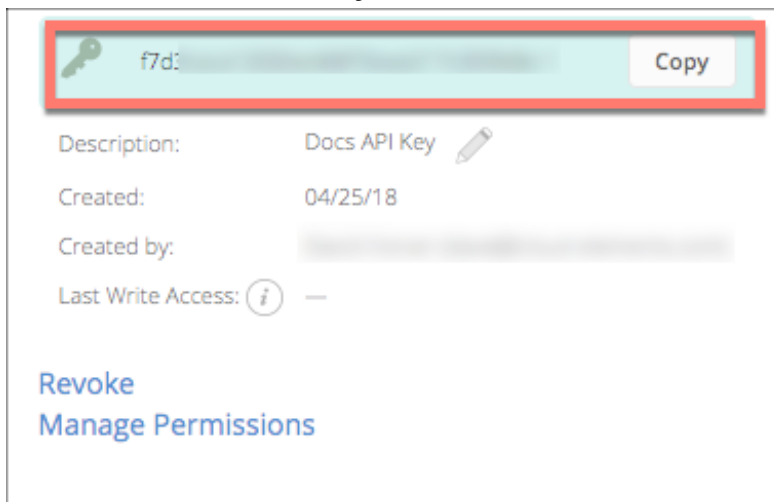 f7d3
Copy
Description: Docs API Key
Created: 04/25/18
Created by:
Last Write Access: i —
Revoke
Manage Permissions